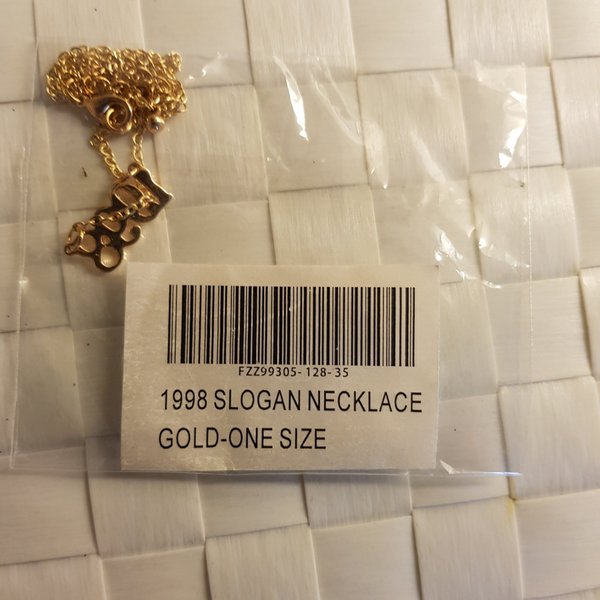 FZZ99305-128-35
1998 SLOGAN NECKLACE
GOLD-ONE SIZE